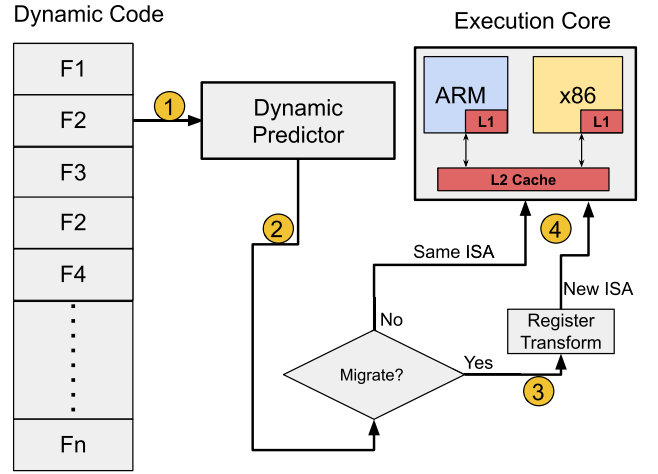 Dynamic Code
Execution Core
F1
F2
F3
F2
F4
Fn
1
Dynamic
Predictor
2
ARM
L1
x86
L1
L2 Cache
Same ISA
4
New ISA
No
Register
Transform
Migrate?
Yes
3